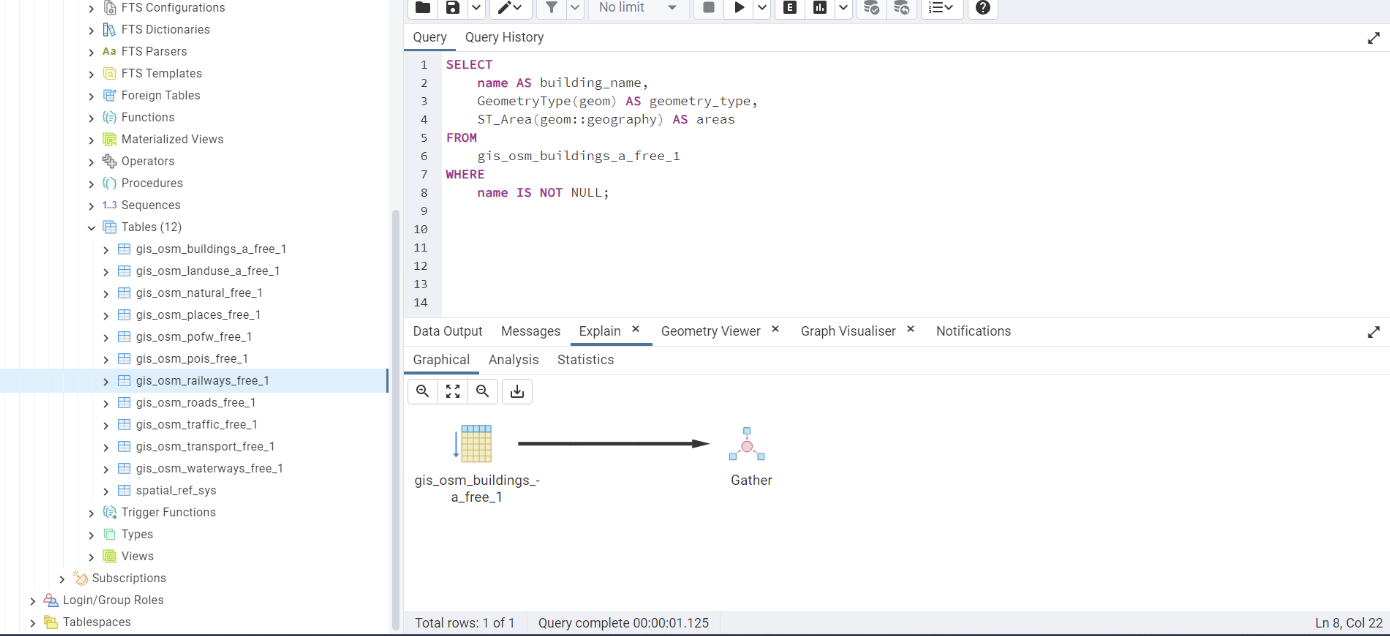 FTS Configurations
FTS Dictionaries
Aa FTS Parsers
FTS Templates
Foreign Tables
Functions
Materialized Views
Operators
Procedures
1..3 Sequences
Tables (12)
gis_osm_buildings_a_free_1
gis_osm_landuse_a_free_1
gis_osm_natural_free_1
gis_osm_places_free_1
gis_osm_pofw_free_1
gis_osm_pois_free_1
gis_osm_railways_free_1
gis_osm_roads_free_1
gis_osm_traffic_free_1
gis_osm_transport_free_1
gis_osm_waterways_free_1
spatial_ref_sys
Trigger Functions
Types
Views
Subscriptions
Login/Group Roles
Tablespaces
No limit
E
Query Query History
1 SELECT
2 name AS building_name,
3 GeometryType(geom) AS geometry_type,
4 ST_Area(geom::geography) AS areas
5 FROM
6 gis_osm_buildings_a_free_1
7 WHERE
8 name IS NOT NULL;
9
10
11
12
13
14
Data Output Messages Explain Geometry Viewer Graph Visualiser Notifications
Graphical Analysis Statistics
gis_osm_buildings_-
a_free_1
Gather
Total rows: 1 of 1 Query complete 00:00:01.125 Ln 8, Col 22